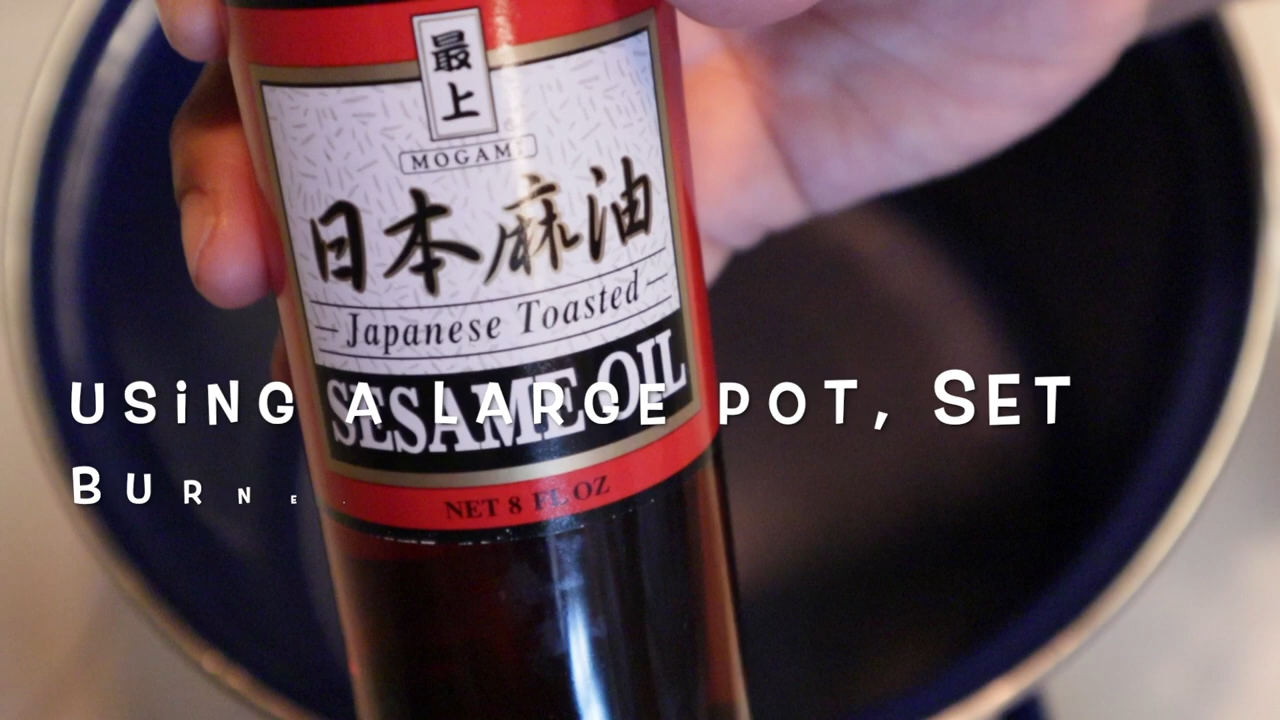 最上
MOGAMI
日本麻油
Japanese Toasted
SESAME OIL
USiNG A LARGE POT, SET
BURNE
NET 8 FL OZ